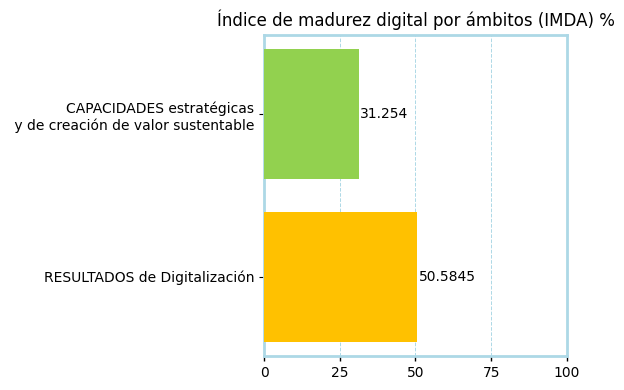 Índice de madurez digital por ámbitos (IMDA) %
CAPACIDADES estratégicas
y de creación de valor sustentable
31.254
RESULTADOS de Digitalización
50.5845
0 25 50 75 100